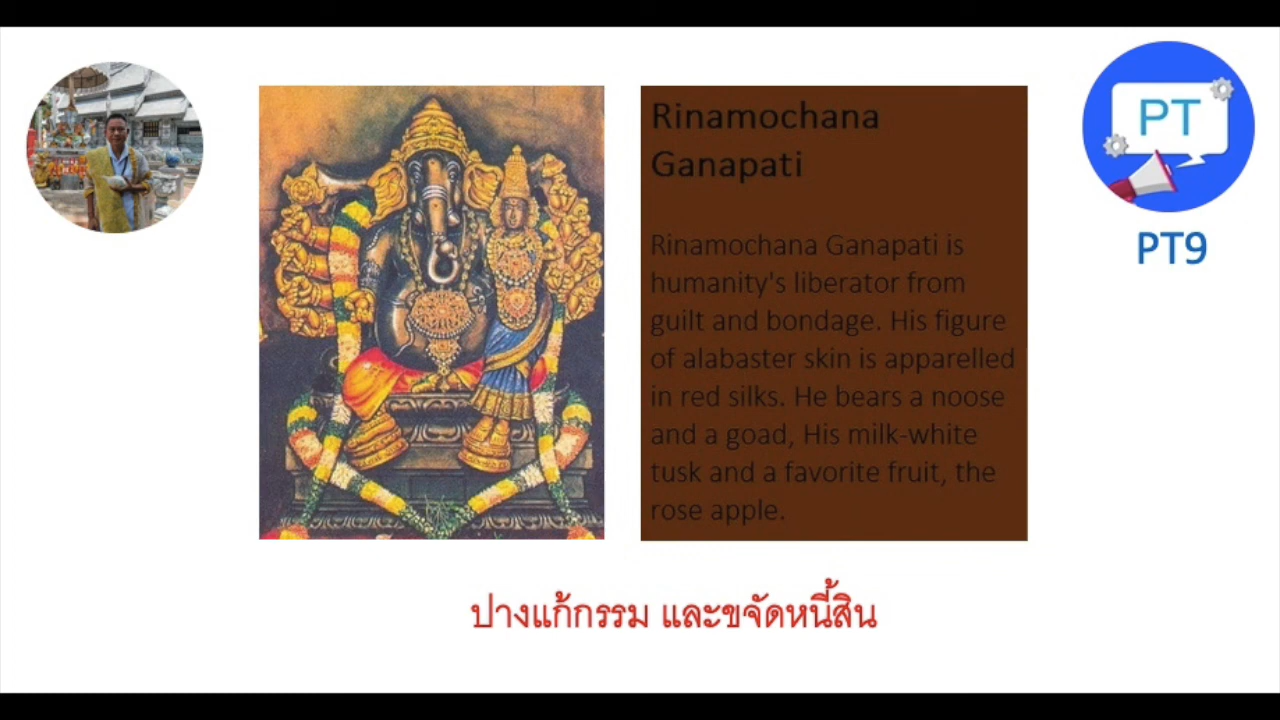 Rinamochana
Ganapati
Rinamochana Ganapati is
humanity's liberator from
guilt and bondage. His figure
of alabaster skin is apparelled
in red silks. He bears a noose
and a goad, His milk-white
tusk and a favorite fruit, the
rose apple.
PT
PT9
ปางแก้กรรม และขจัดหนี้สิน